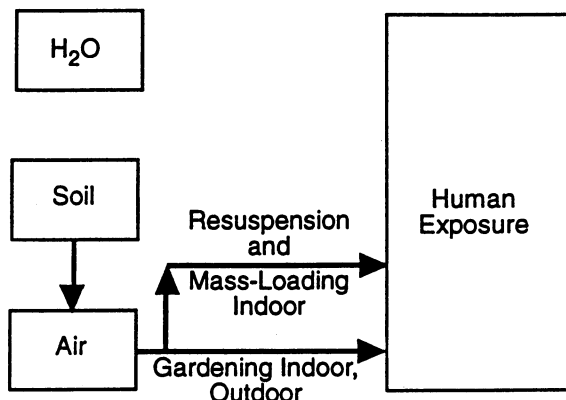 H₂O
Soil
Human
Exposure
Resuspension
and
Mass-Loading
Indoor
Air
Gardening Indoor,
Outdoor